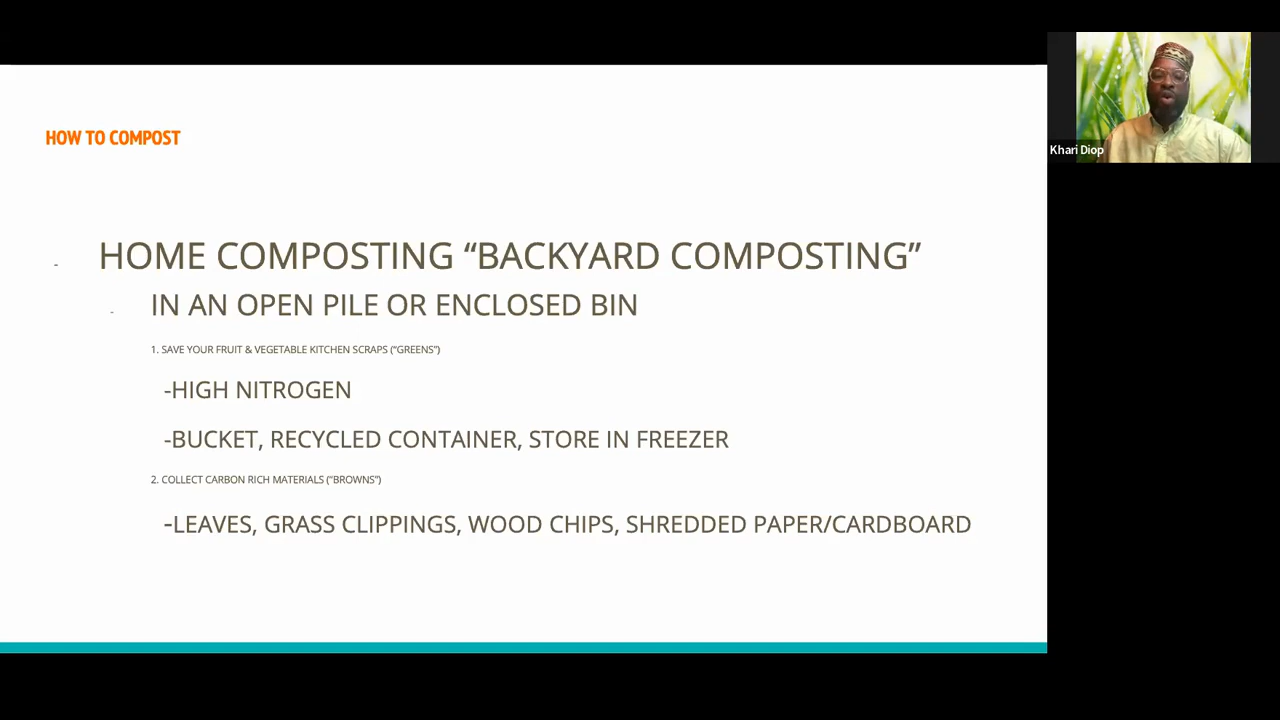 HOW TO COMPOST
- HOME COMPOSTING “BACKYARD COMPOSTING”
- IN AN OPEN PILE OR ENCLOSED BIN
1. SAVE YOUR FRUIT & VEGETABLE KITCHEN SCRAPS (“GREENS”)
-HIGH NITROGEN
-BUCKET, RECYCLED CONTAINER, STORE IN FREEZER
2. COLLECT CARBON RICH MATERIALS (“BROWNS”)
-LEAVES, GRASS CLIPPINGS, WOOD CHIPS, SHREDDED PAPER/CARDBOARD
Khari Diop